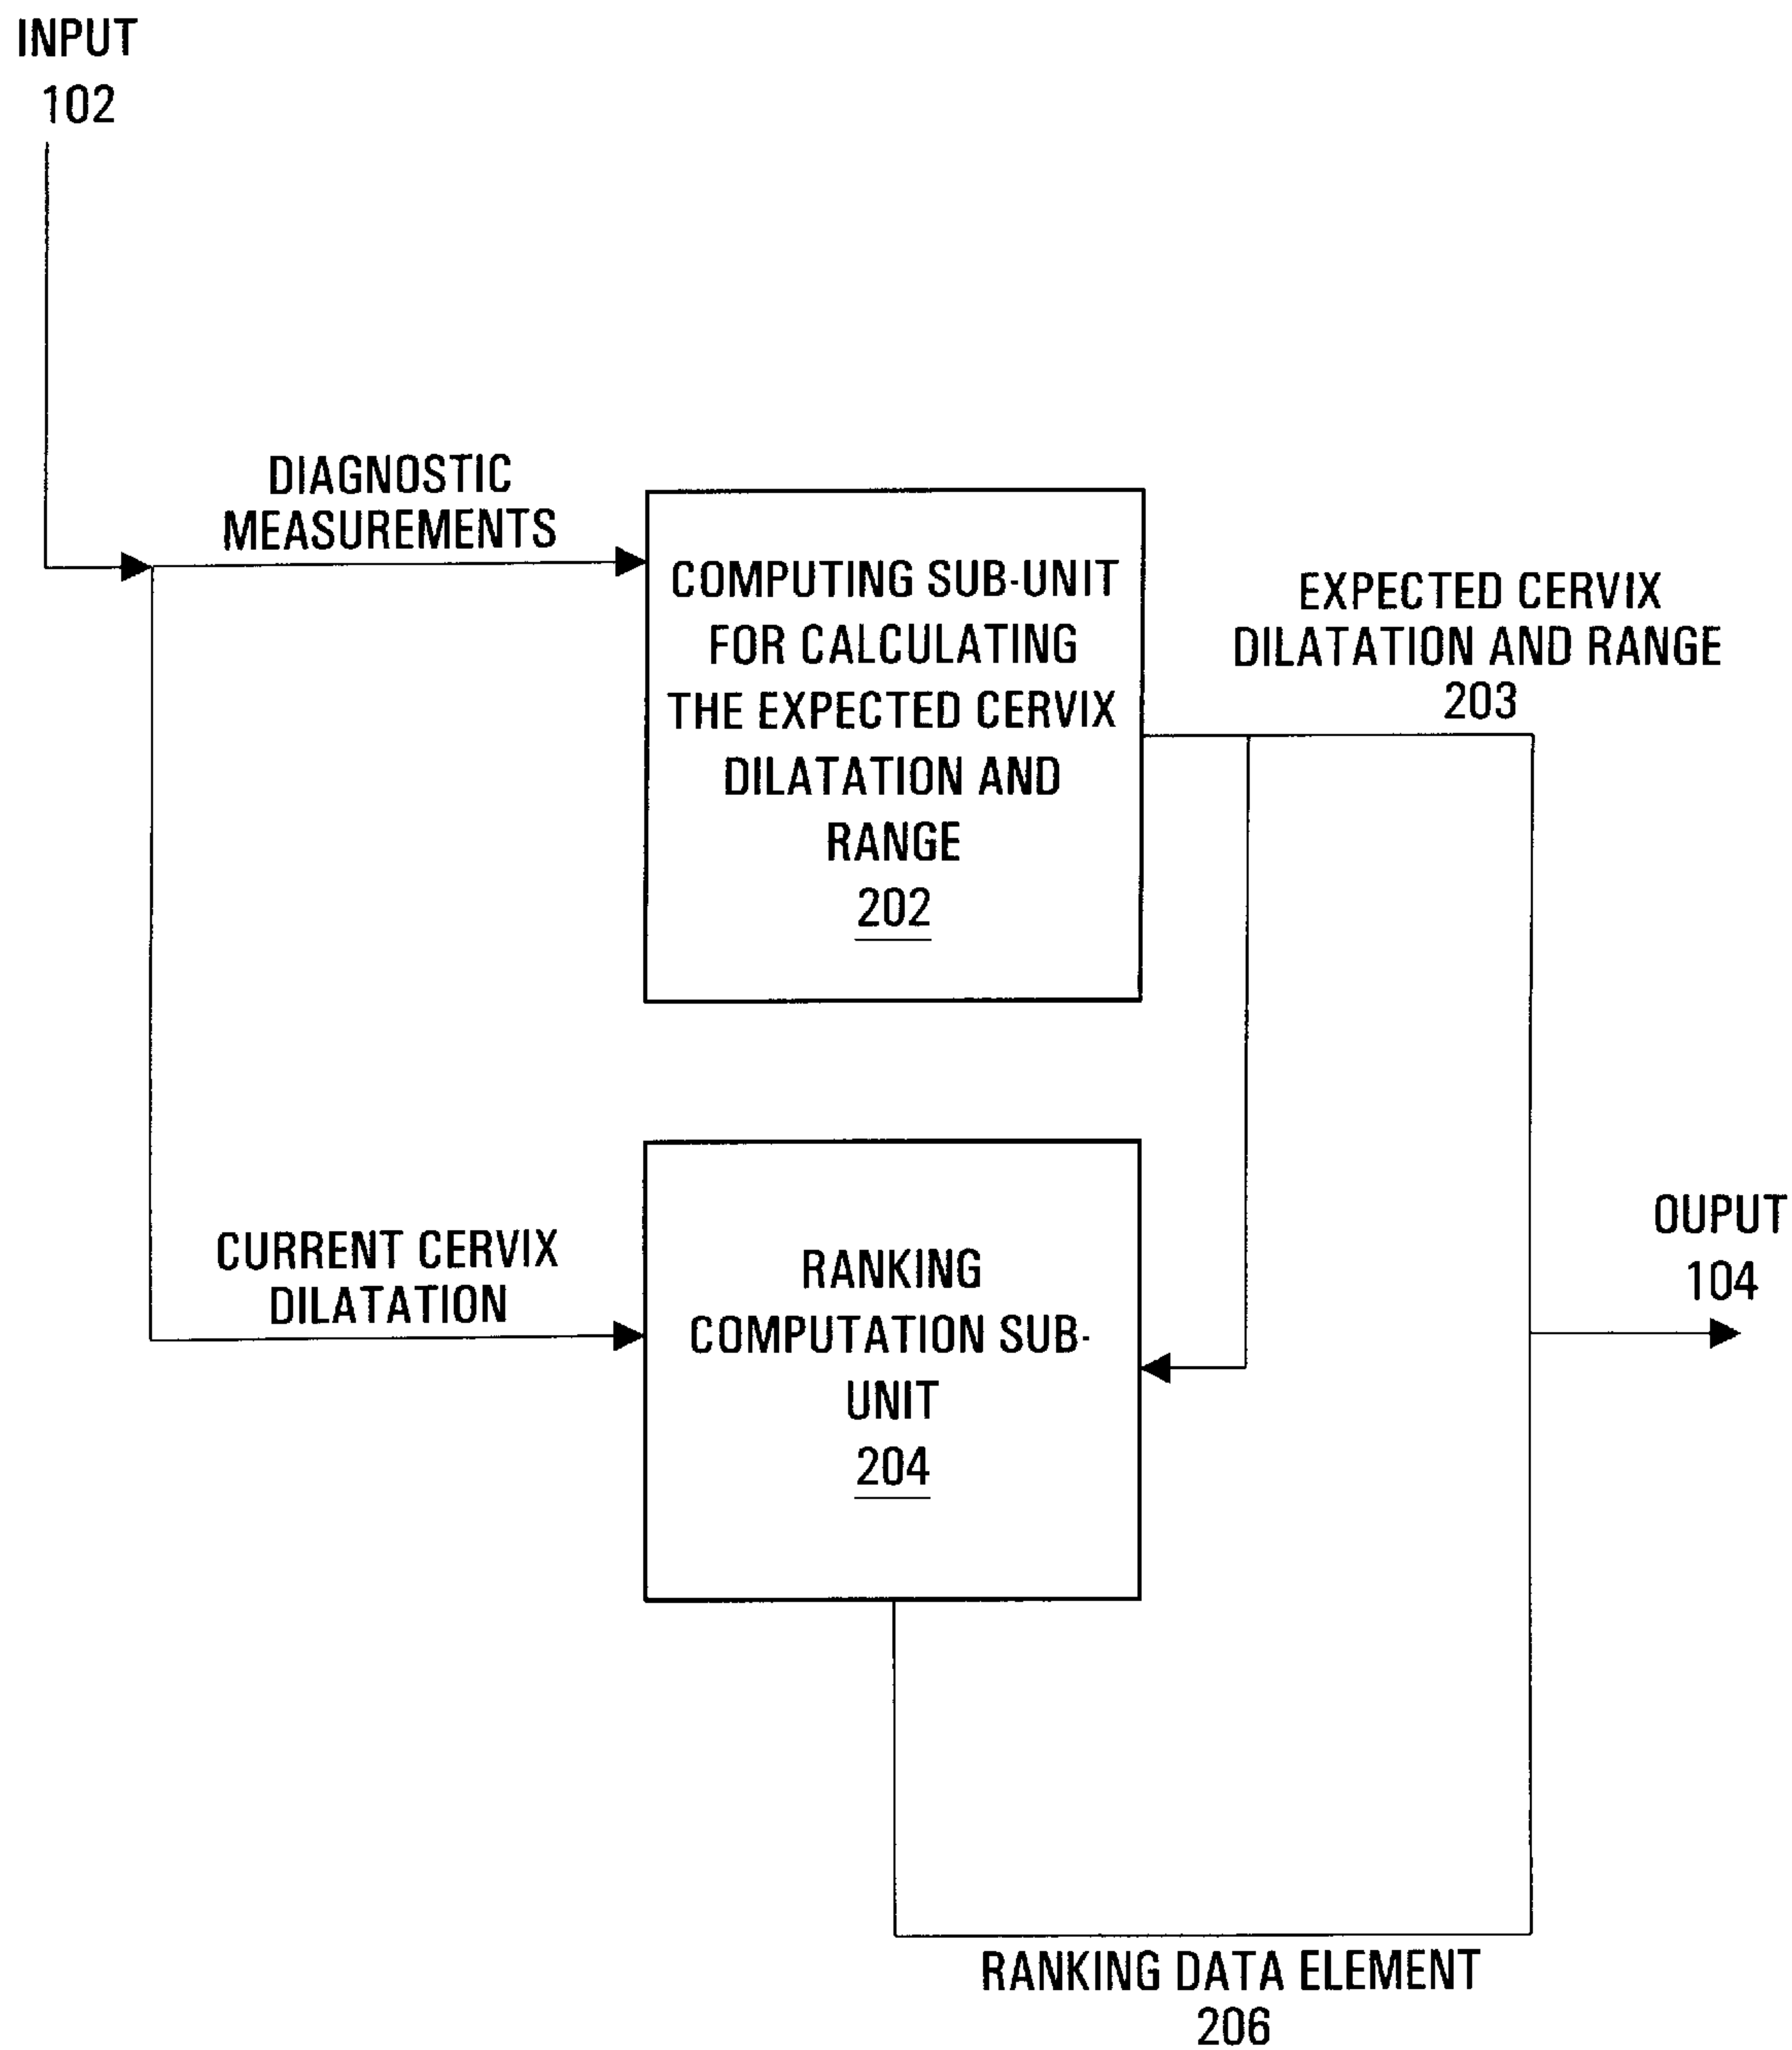 INPUT
102
DIAGNOSTIC
MEASUREMENTS
COMPUTING SUB-UNIT
FOR CALCULATING
THE EXPECTED CERVIX
DILATATION AND
RANGE
202
EXPECTED CERVIX
DILATATION AND RANGE
203
CURRENT CERVIX
DILATATION
RANKING
COMPUTATION SUB-
UNIT
204
OUPUT
104
RANKING DATA ELEMENT
206